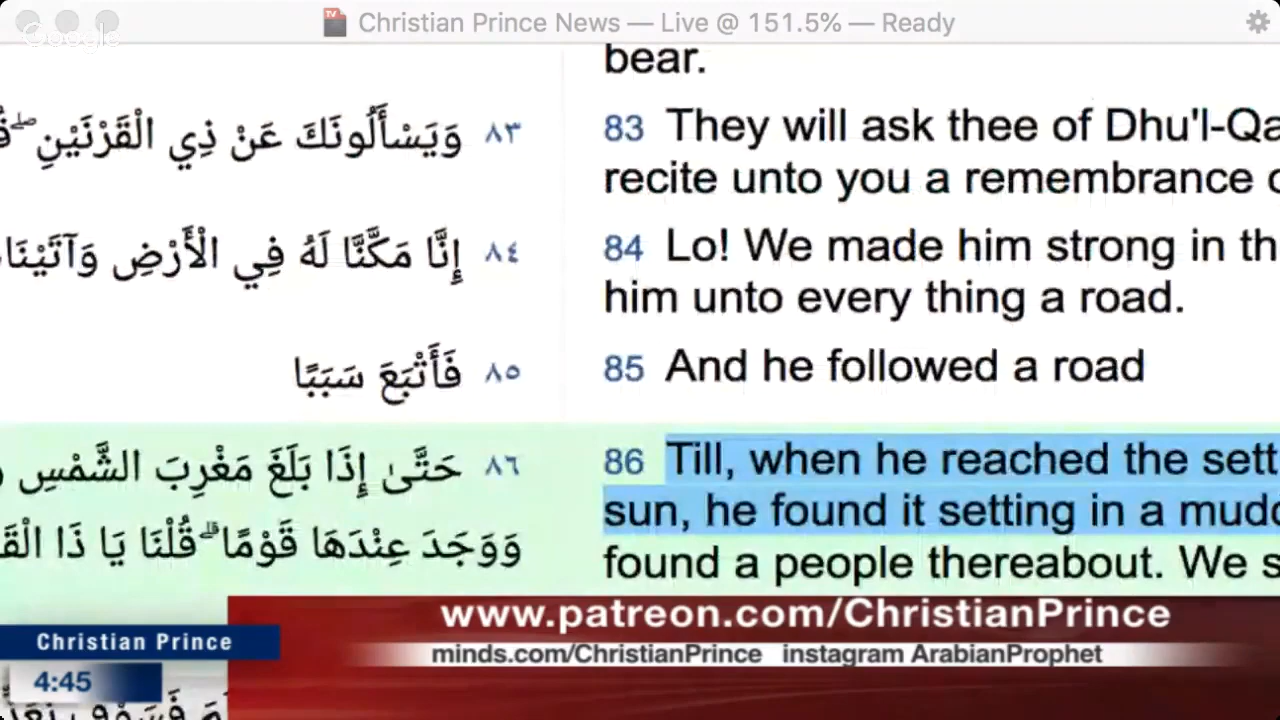 Christian Prince News — Live @ 151.5% — Ready
Google
bear.
وَيَسْأَلُونَكَ عَنْ ذِي الْقَرْنَيْنِ ۖ
٨٣
83 They will ask thee of Dhu'l-Qa
recite unto you a remembrance o
إِنَّا مَكَّنَّا لَهُ فِي الْأَرْضِ وَآتَيْنَا
٨٤
84 Lo! We made him strong in th
him unto every thing a road.
فَأَتْبَعَ سَبَبًا
٨٥
85 And he followed a road
حَتَّىٰ إِذَا بَلَغَ مَغْرِبَ الشَّمْسِ
٨٦
وَوَجَدَ عِنْدَهَا قَوْمًا ۗ قُلْنَا يَا ذَا الْقَ
86 Till, when he reached the sett
sun, he found it setting in a mudd
found a people thereabout. We s
www.patreon.com/ChristianPrince
Christian Prince
minds.com/ChristianPrince instagram ArabianProphet
4:45